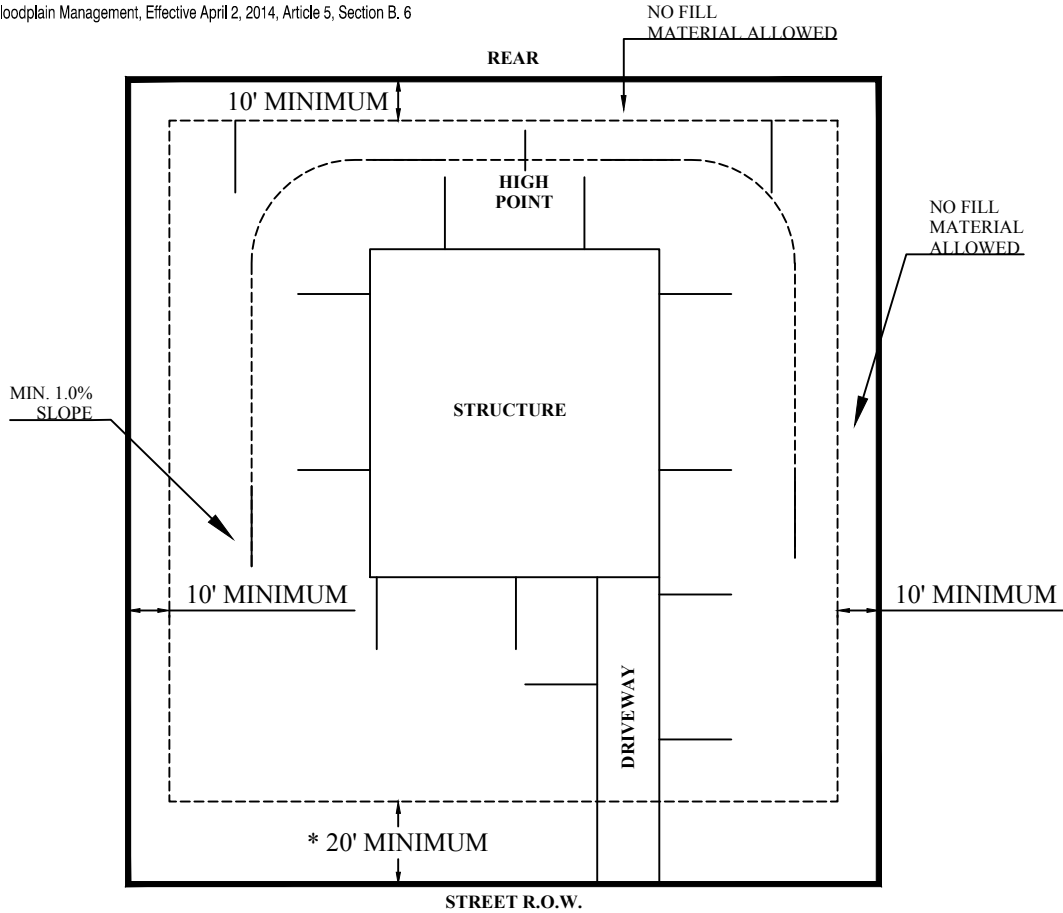 loodplain Management, Effective April 2, 2014, Article 5, Section B. 6
NO FILL
MATERIAL ALLOWED
REAR
10' MINIMUM
HIGH
POINT
NO FILL
MATERIAL
ALLOWED
MIN. 1.0%
SLOPE
STRUCTURE
10' MINIMUM
10' MINIMUM
DRIVEWAY
* 20' MINIMUM
STREET R.O.W.